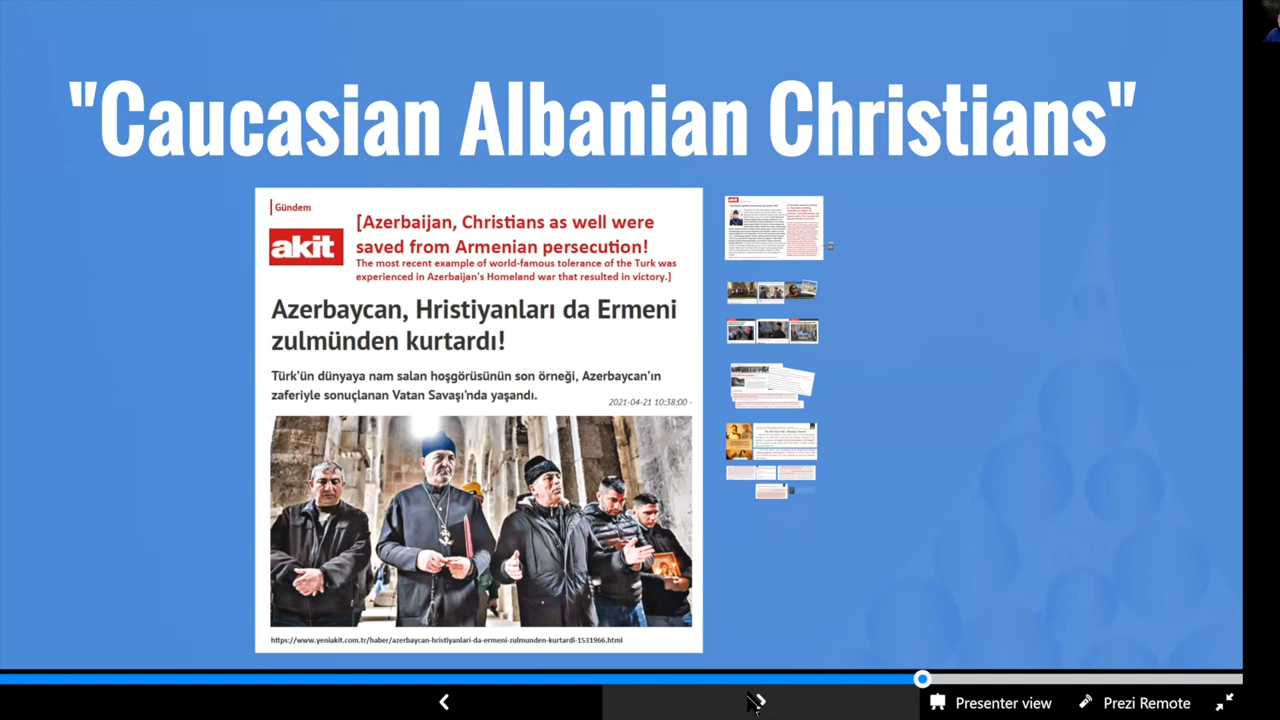 "Caucasian Albanian Christians"
Gündem
akit
[Azerbaijan, Christians as well were
saved from Armenian persecution!
The most recent example of world-famous tolerance of the Turk was
experienced in Azerbaijan's Homeland war that resulted in victory.]
Azerbaycan, Hristiyanları da Ermeni
zulmünden kurtardı!
Türk'ün dünyaya nam salan hoşgörüsünün son örneği, Azerbaycan'ın
zaferiyle sonuçlanan Vatan Savaşı'nda yaşandı.
2021-04-21 10:38:00 -
https://www.yeniakit.com.tr/haber/azerbaycan-hristiyanlari-da-ermeni-zulmunden-kurtardi-1531966.html
Presenter view
Prezi Remote